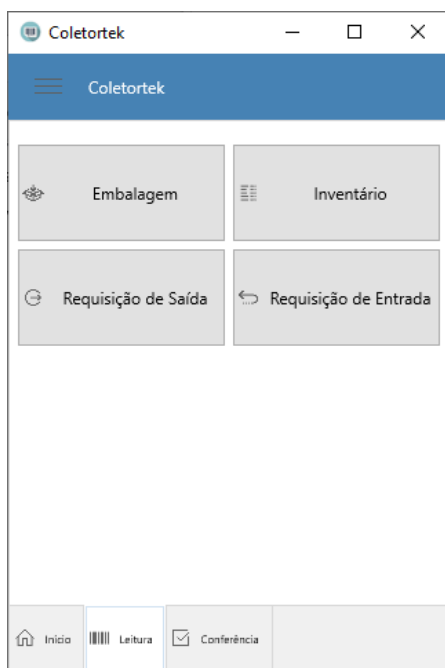 Coletortek
Coletortek
Embalagem
Inventário
Requisição de Saída
Requisição de Entrada
Início
Leitura
Conferência